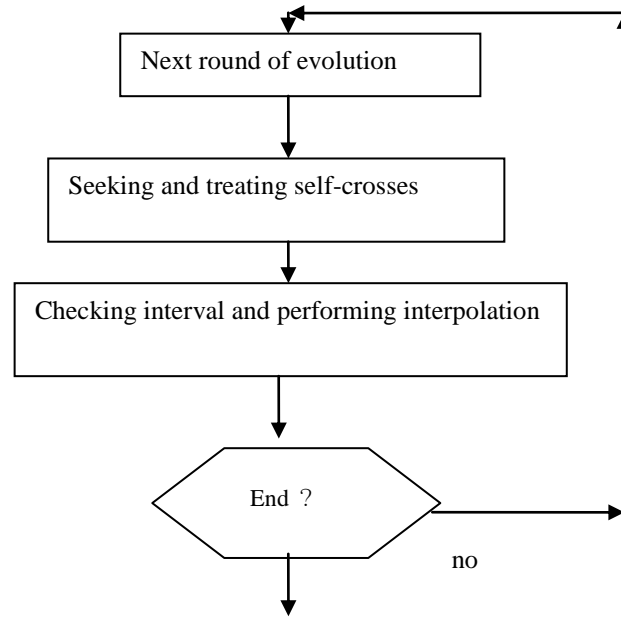 Next round of evolution
Seeking and treating self-crosses
Checking interval and performing interpolation
End ？
no